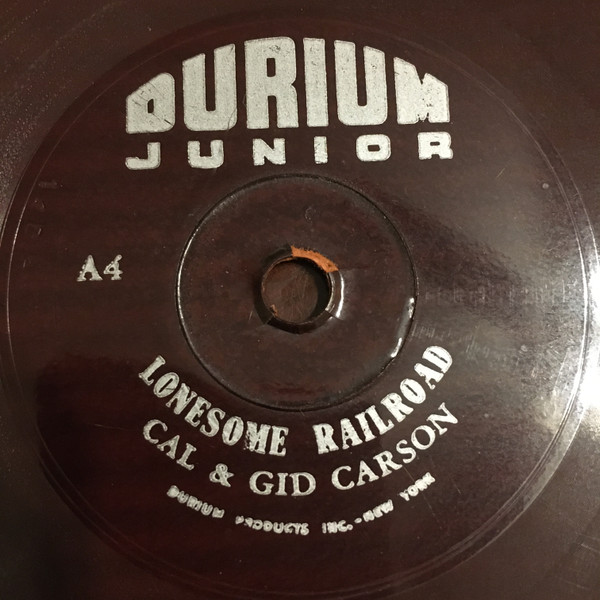 DURIUM
JUNIOR
A4
LONESOME RAILROAD
CAL & GID CARSON
DURIUM PRODUCTS INC. - NEW YORK